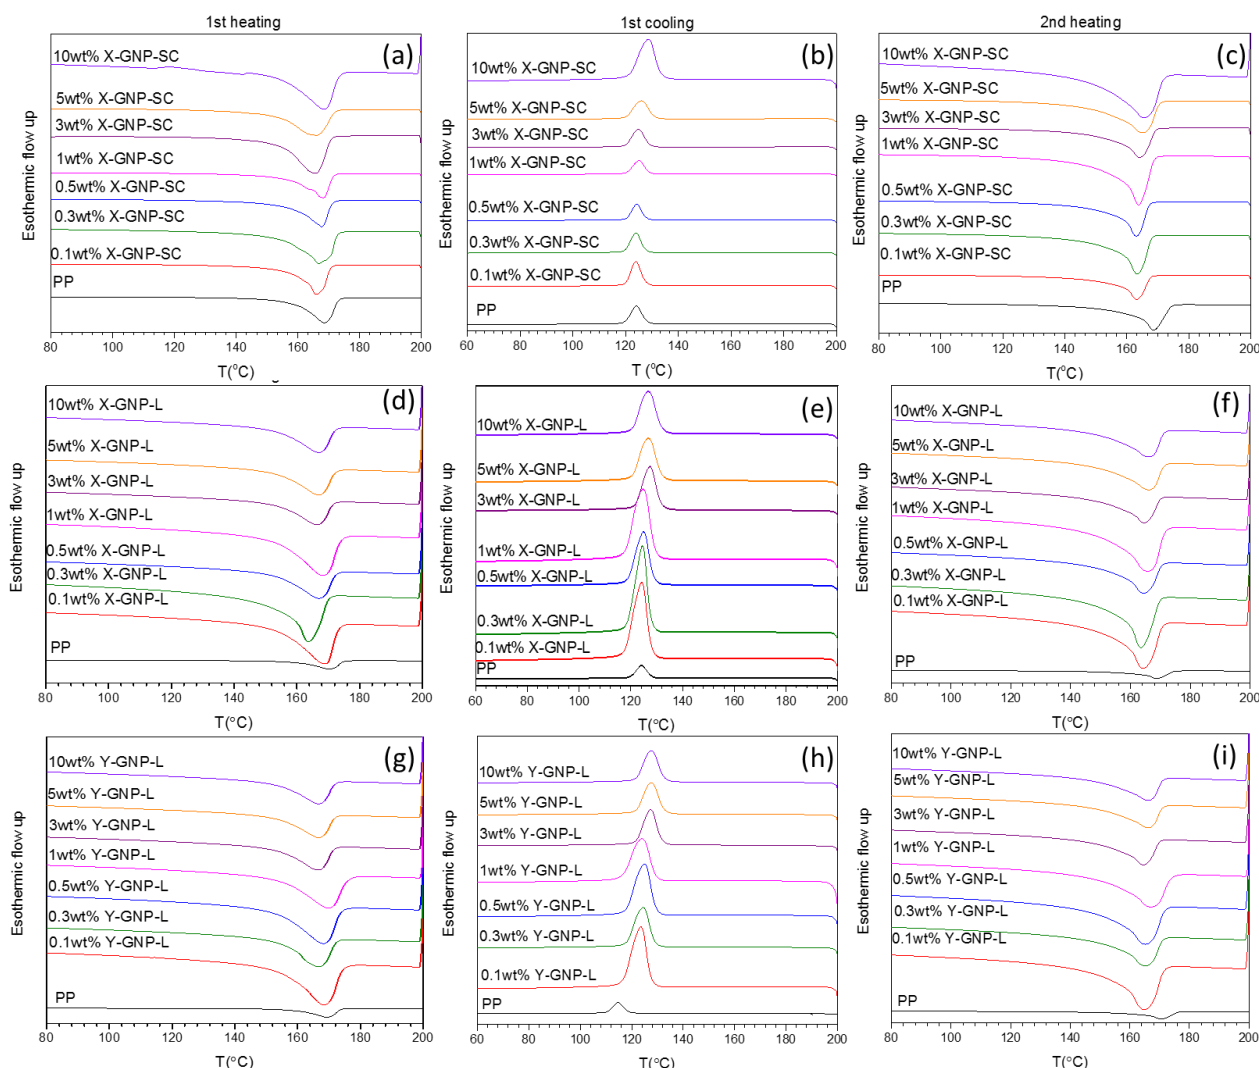 1st heating
1st cooling
2nd heating
(a)
10wt% X-GNP-SC
5wt% X-GNP-SC
3wt% X-GNP-SC
1wt% X-GNP-SC
0.5wt% X-GNP-SC
0.3wt% X-GNP-SC
0.1wt% X-GNP-SC
PP
Esothermic flow up
80 100 120 140 160 180 200
T(°C)
(b)
10wt% X-GNP-SC
5wt% X-GNP-SC
3wt% X-GNP-SC
1wt% X-GNP-SC
0.5wt% X-GNP-SC
0.3wt% X-GNP-SC
0.1wt% X-GNP-SC
PP
Esothermic flow up
60 80 100 120 140 160 180 200
T (°C)
(c)
10wt% X-GNP-SC
5wt% X-GNP-SC
3wt% X-GNP-SC
1wt% X-GNP-SC
0.5wt% X-GNP-SC
0.3wt% X-GNP-SC
0.1wt% X-GNP-SC
PP
Esothermic flow up
80 100 120 140 160 180 200
T(°C)
(d)
10wt% X-GNP-L
5wt% X-GNP-L
3wt% X-GNP-L
1wt% X-GNP-L
0.5wt% X-GNP-L
0.3wt% X-GNP-L
0.1wt% X-GNP-L
PP
Esothermic flow up
80 100 120 140 160 180 200
T(°C)
(e)
10wt% X-GNP-L
5wt% X-GNP-L
3wt% X-GNP-L
1wt% X-GNP-L
0.5wt% X-GNP-L
0.3wt% X-GNP-L
0.1wt% X-GNP-L
PP
Esothermic flow up
60 80 100 120 140 160 180 200
T(°C)
(f)
10wt% X-GNP-L
5wt% X-GNP-L
3wt% X-GNP-L
1wt% X-GNP-L
0.5wt% X-GNP-L
0.3wt% X-GNP-L
0.1wt% X-GNP-L
PP
Esothermic flow up
80 100 120 140 160 180 200
T(°C)
(g)
10wt% Y-GNP-L
5wt% Y-GNP-L
3wt% Y-GNP-L
1wt% Y-GNP-L
0.5wt% Y-GNP-L
0.3wt% Y-GNP-L
0.1wt% Y-GNP-L
PP
Esothermic flow up
80 100 120 140 160 180 200
T(°C)
(h)
10wt% Y-GNP-L
5wt% Y-GNP-L
3wt% Y-GNP-L
1wt% Y-GNP-L
0.5wt% Y-GNP-L
0.3wt% Y-GNP-L
0.1wt% Y-GNP-L
PP
Esothermic flow up
60 80 100 120 140 160 180 200
T(°C)
(i)
10wt% Y-GNP-L
5wt% Y-GNP-L
3wt% Y-GNP-L
1wt% Y-GNP-L
0.5wt% Y-GNP-L
0.3wt% Y-GNP-L
0.1wt% Y-GNP-L
PP
Esothermic flow up
80 100 120 140 160 180 200
T(°C)